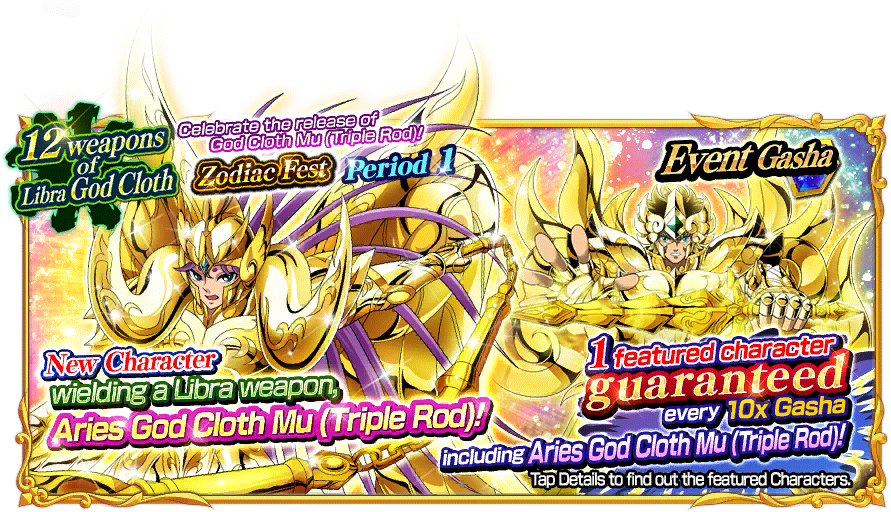 12 weapons
of
Libra God Cloth
Celebrate the release of
God Cloth Mu (Triple Rod)!
Zodiac Fest Period 1
Event Gasha
New Character
wielding a Libra weapon,
Aries God Cloth Mu (Triple Rod)!
1 featured character
guaranteed
every 10x Gasha
including Aries God Cloth Mu (Triple Rod)!
Tap Details to find out the featured Characters.